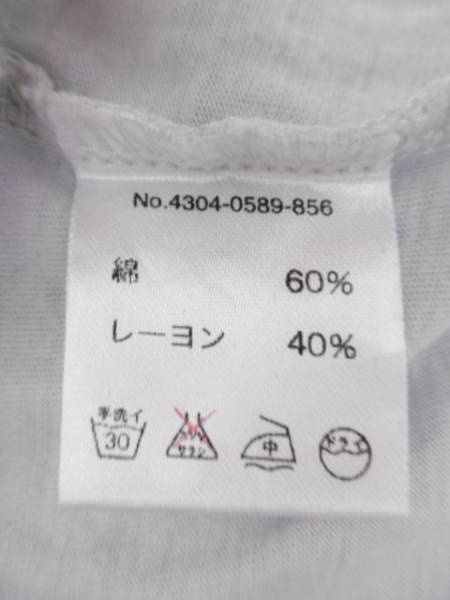 No.4304-0589-856
綿 60%
レーヨン 40%
手洗イ
30 エンソ 中 ドライ
サラシ